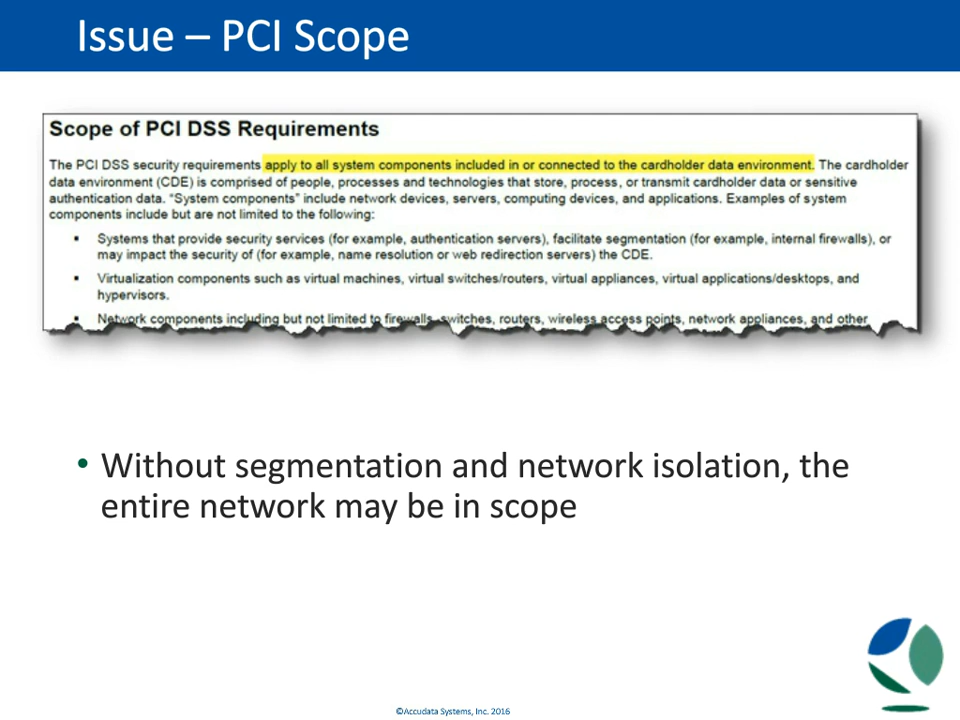 Issue – PCI Scope
Scope of PCI DSS Requirements
The PCI DSS security requirements apply to all system components included in or connected to the cardholder data environment. The cardholder
data environment (CDE) is comprised of people, processes and technologies that store, process, or transmit cardholder data or sensitive
authentication data. “System components” include network devices, servers, computing devices, and applications. Examples of system
components include but are not limited to the following:
▪ Systems that provide security services (for example, authentication servers), facilitate segmentation (for example, internal firewalls), or
may impact the security of (for example, name resolution or web redirection servers) the CDE.
▪ Virtualization components such as virtual machines, virtual switches/routers, virtual appliances, virtual applications/desktops, and
hypervisors.
▪ Network components including but not limited to firewalls, switches, routers, wireless access points, network appliances, and other
• Without segmentation and network isolation, the
entire network may be in scope
©Accudata Systems, Inc. 2016